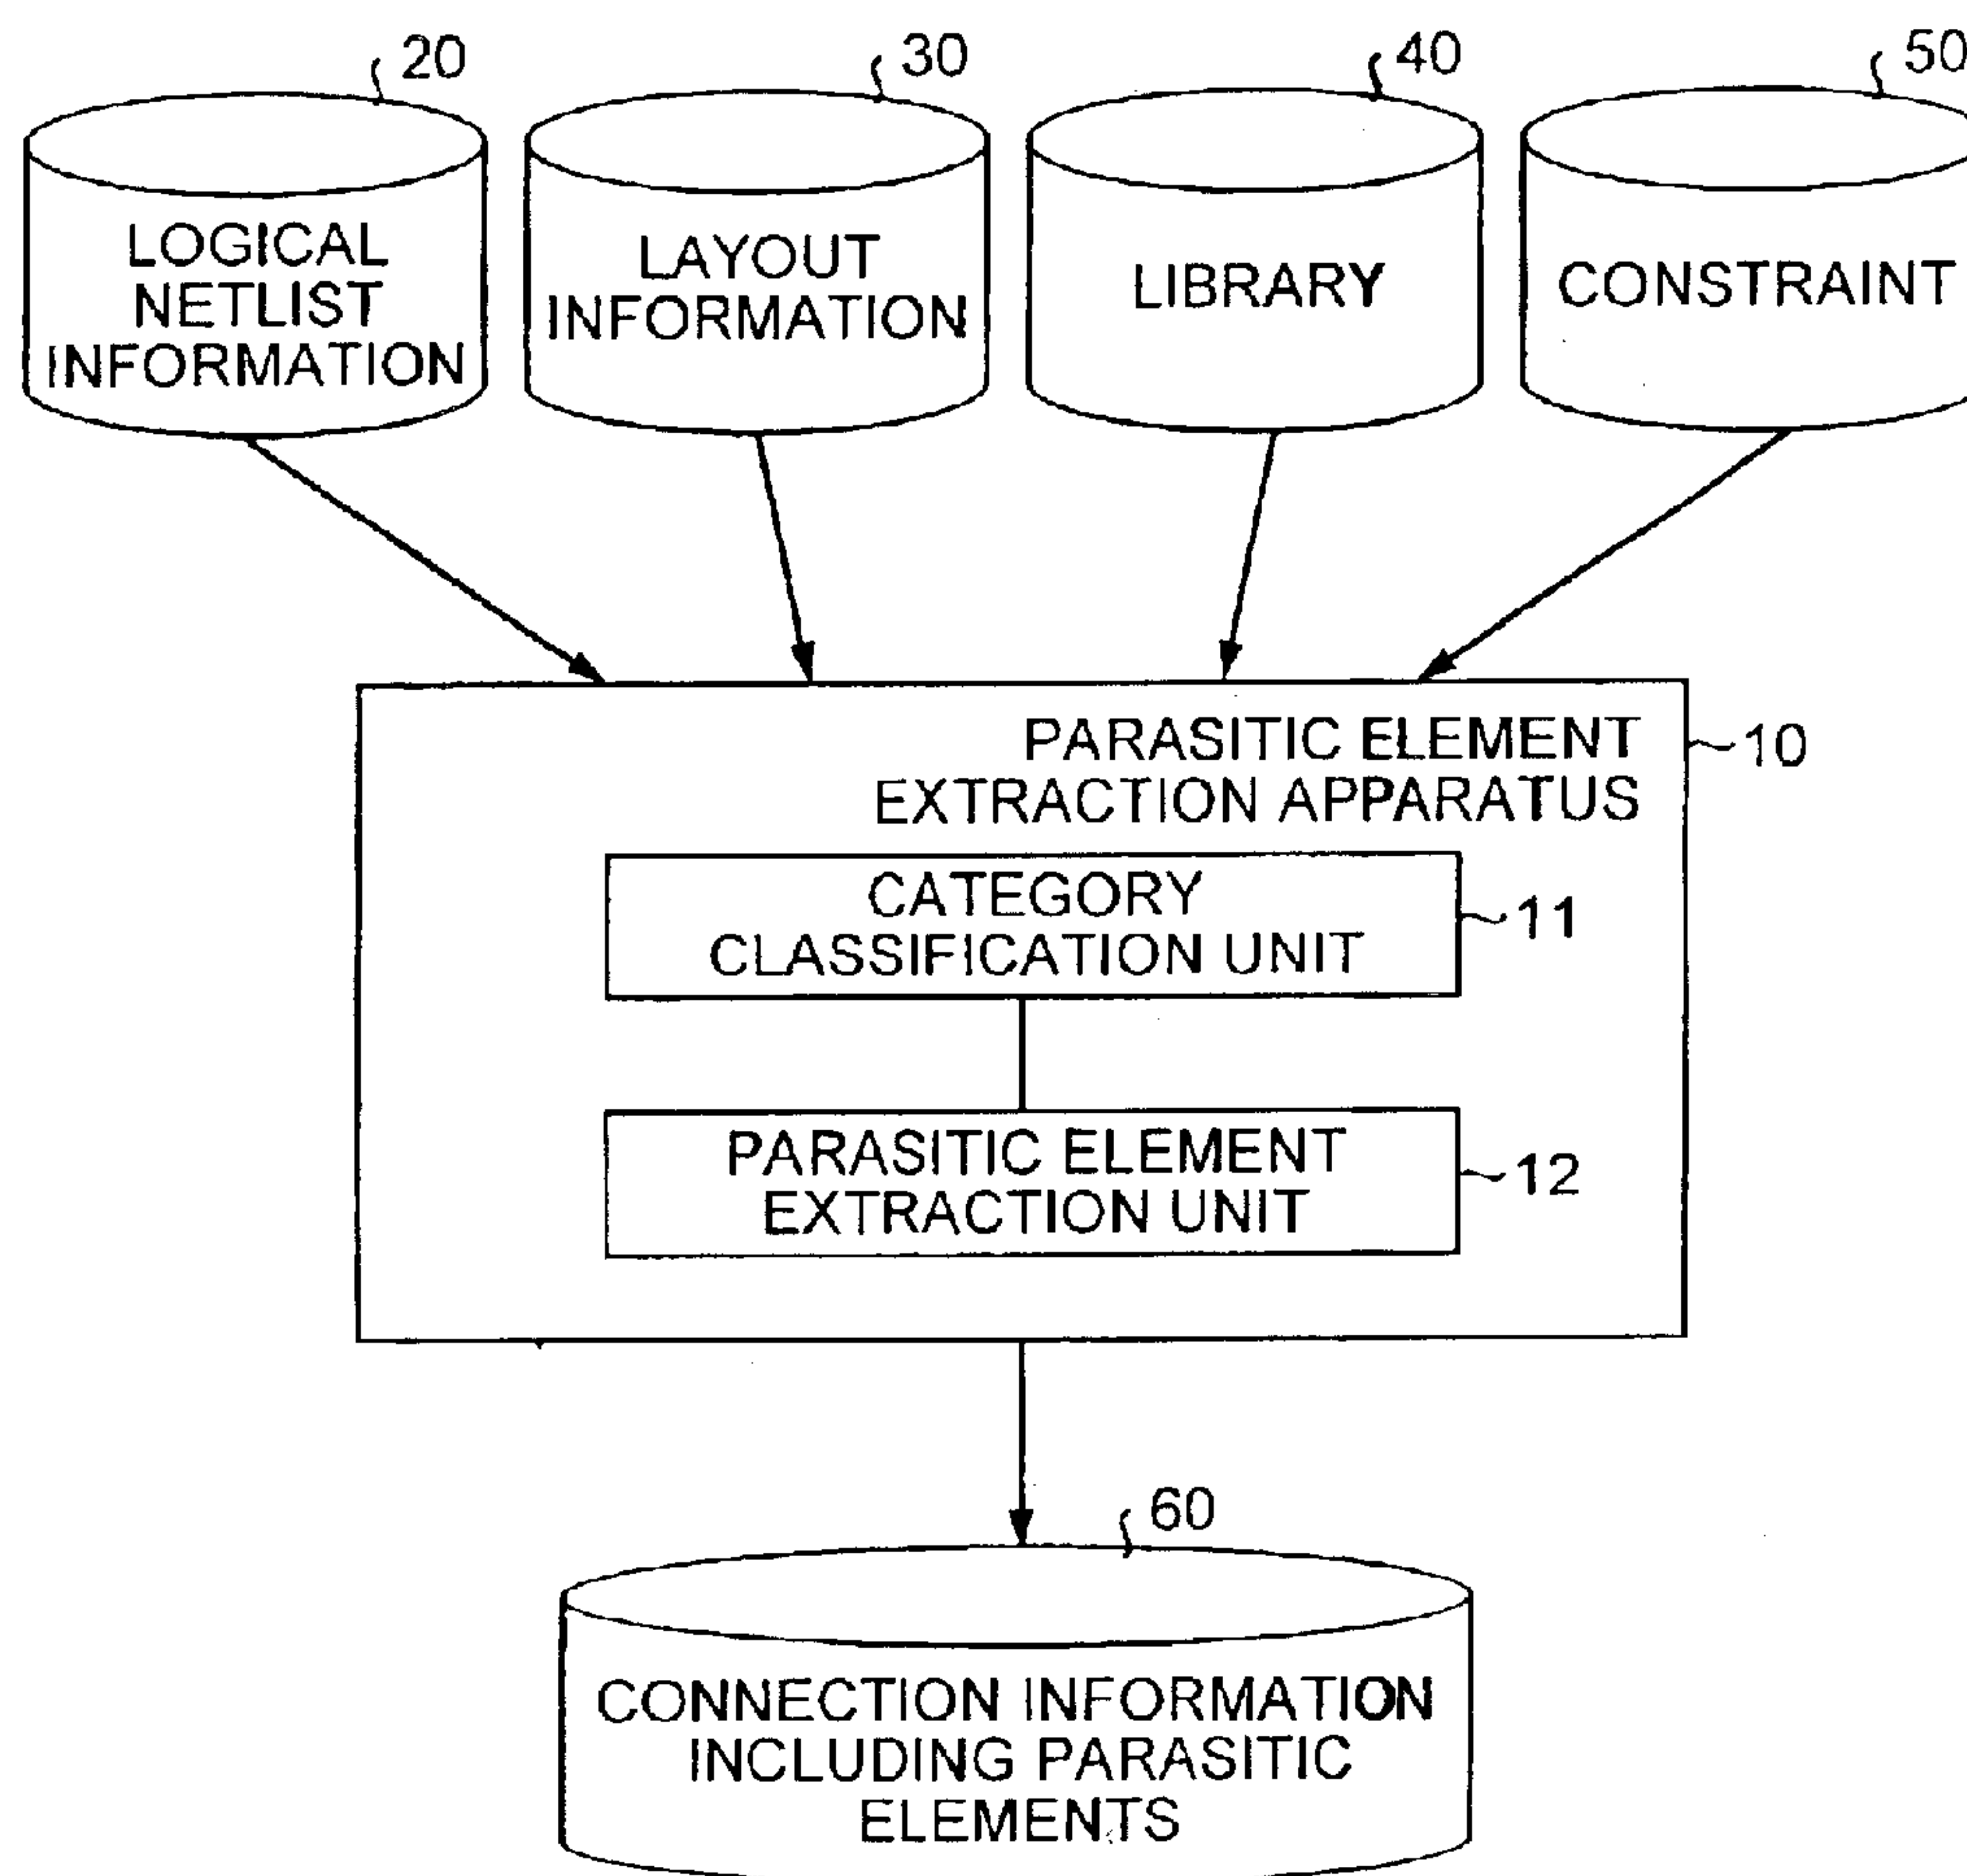 20
30
40
50
LOGICAL
NETLIST
INFORMATION
LAYOUT
INFORMATION
LIBRARY
CONSTRAINT
PARASITIC ELEMENT
EXTRACTION APPARATUS
10
CATEGORY
CLASSIFICATION UNIT
11
PARASITIC ELEMENT
EXTRACTION UNIT
12
60
CONNECTION INFORMATION
INCLUDING PARASITIC
ELEMENTS